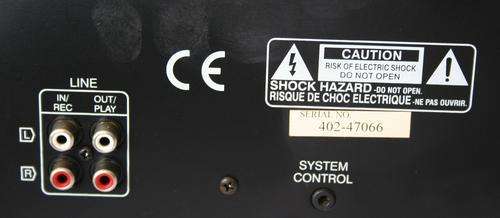 LINE
IN/ OUT/
REC PLAY
L
R
CE
CAUTION
RISK OF ELECTRIC SHOCK
DO NOT OPEN
SHOCK HAZARD -DO NOT OPEN.
RISQUE DE CHOC ELECTRIQUE -NE PAS OUVRIR.
SERIAL NO.
402-47066
SYSTEM
CONTROL